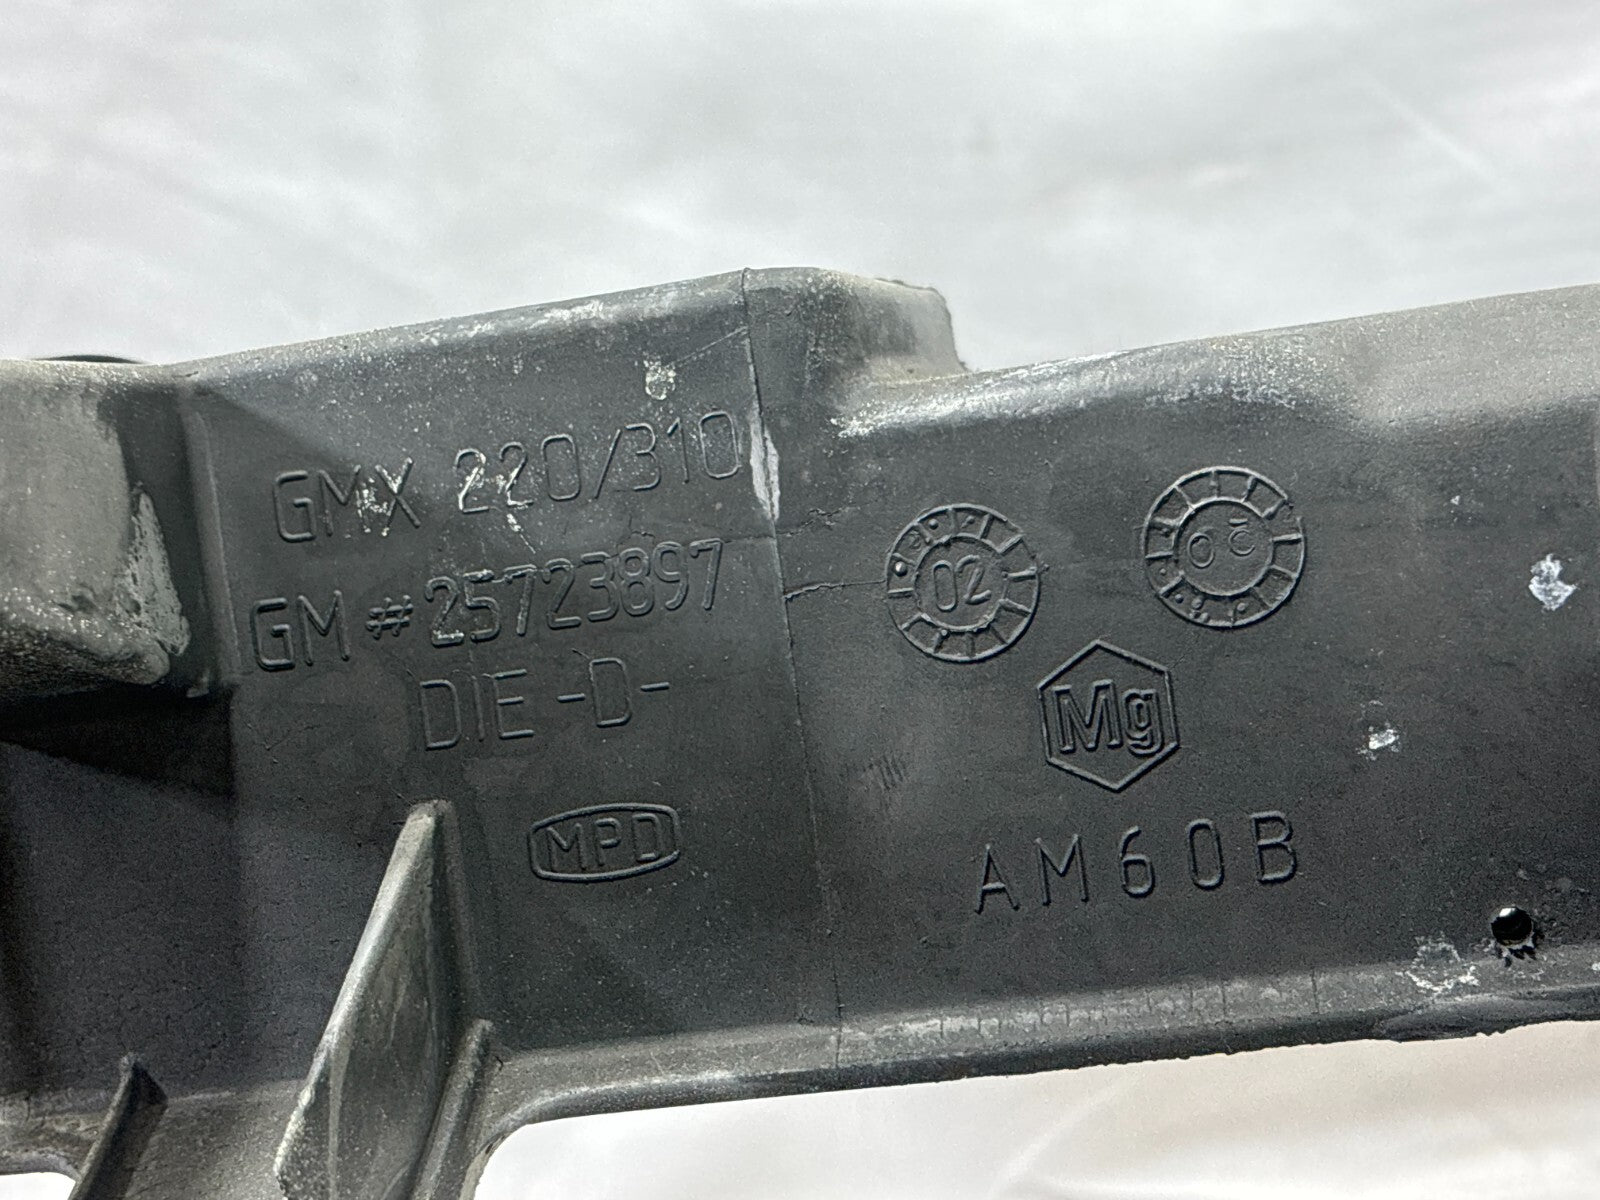 GMX 220/310
GM # 25723897
DIE -D-
MPD
02
Mg
AM60B